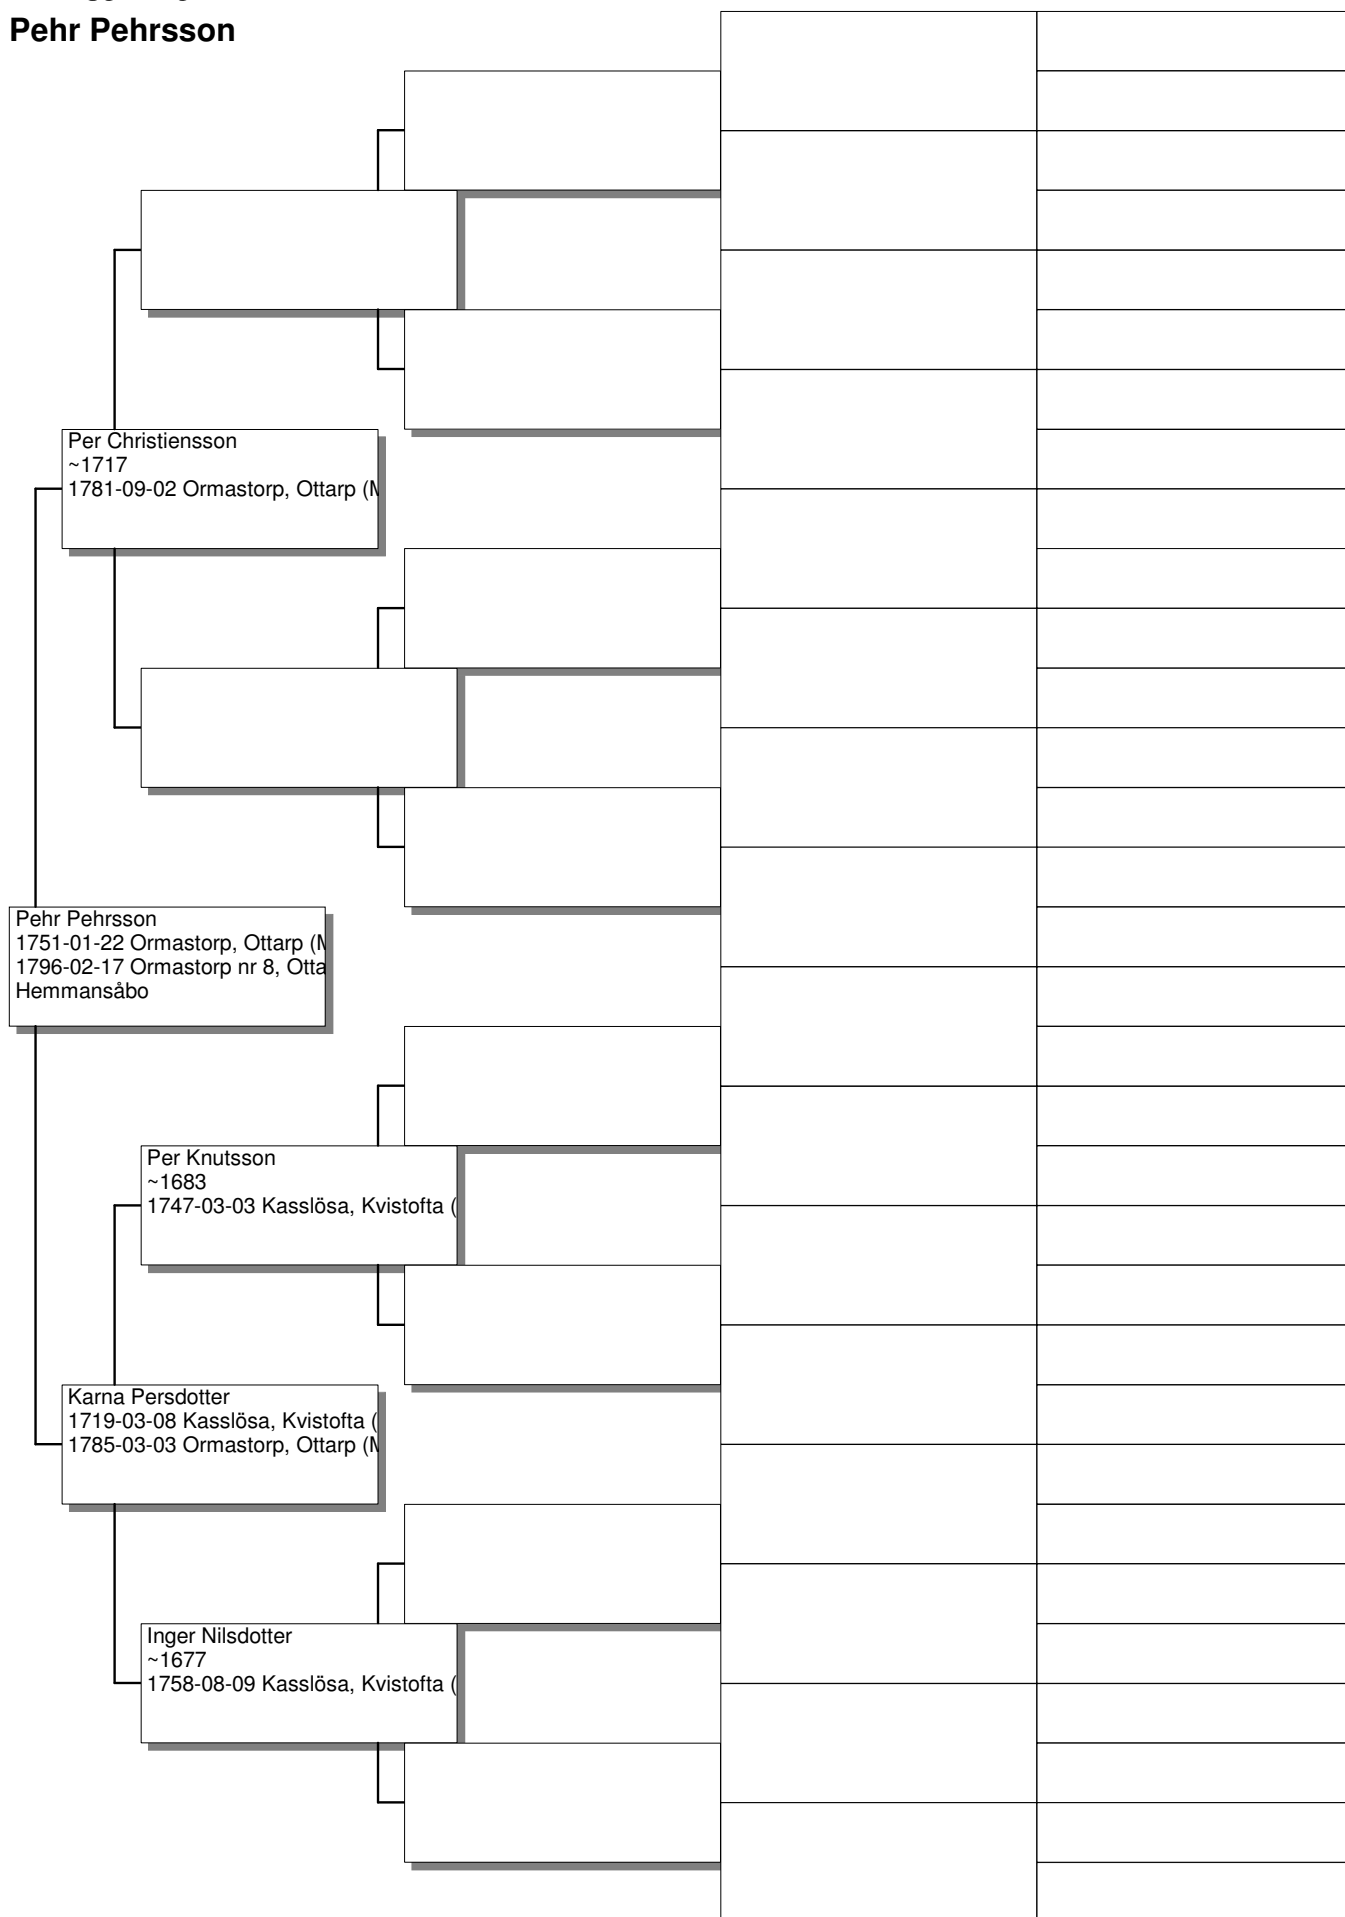 Pehr Pehrsson
Per Christiensson
~1717
1781-09-02 Ormastorp, Ottarp (
Pehr Pehrsson
1751-01-22 Ormastorp, Ottarp (
1796-02-17 Ormastorp nr 8, Otta
Hemmansåbo
Per Knutsson
~1683
1747-03-03 Kasslösa, Kvistofta (
Karna Persdotter
1719-03-08 Kasslösa, Kvistofta (
1785-03-03 Ormastorp, Ottarp (
Inger Nilsdotter
~1677
1758-08-09 Kasslösa, Kvistofta (